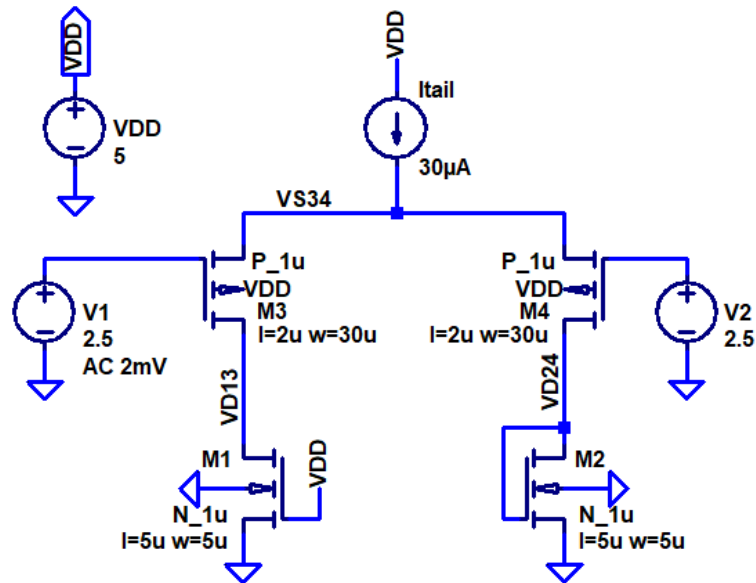 VDD
VDD
5
VDD
Itail
30µA
VS34
V1
2.5
AC 2mV
P_1u
VDD
M3
l=2u w=30u
P_1u
VDD
M4
l=2u w=30u
V2
2.5
VD13
VD24
M1
VDD
N_1u
l=5u w=5u
M2
N_1u
l=5u w=5u